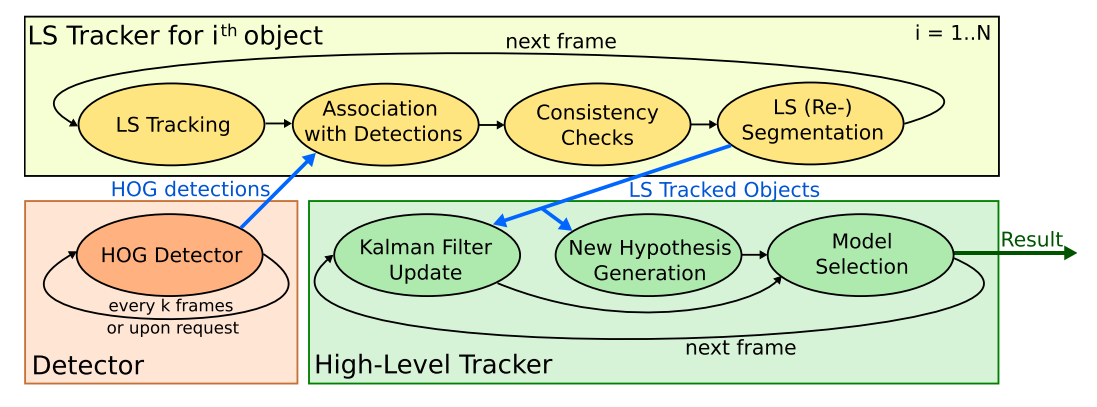 LS Tracker for iᵗʰ object
i = 1..N
next frame
LS Tracking
Association
with Detections
Consistency
Checks
LS (Re-)
Segmentation
HOG detections
LS Tracked Objects
HOG Detector
every k frames
or upon request
Detector
Kalman Filter
Update
New Hypothesis
Generation
Model
Selection
Result
next frame
High-Level Tracker